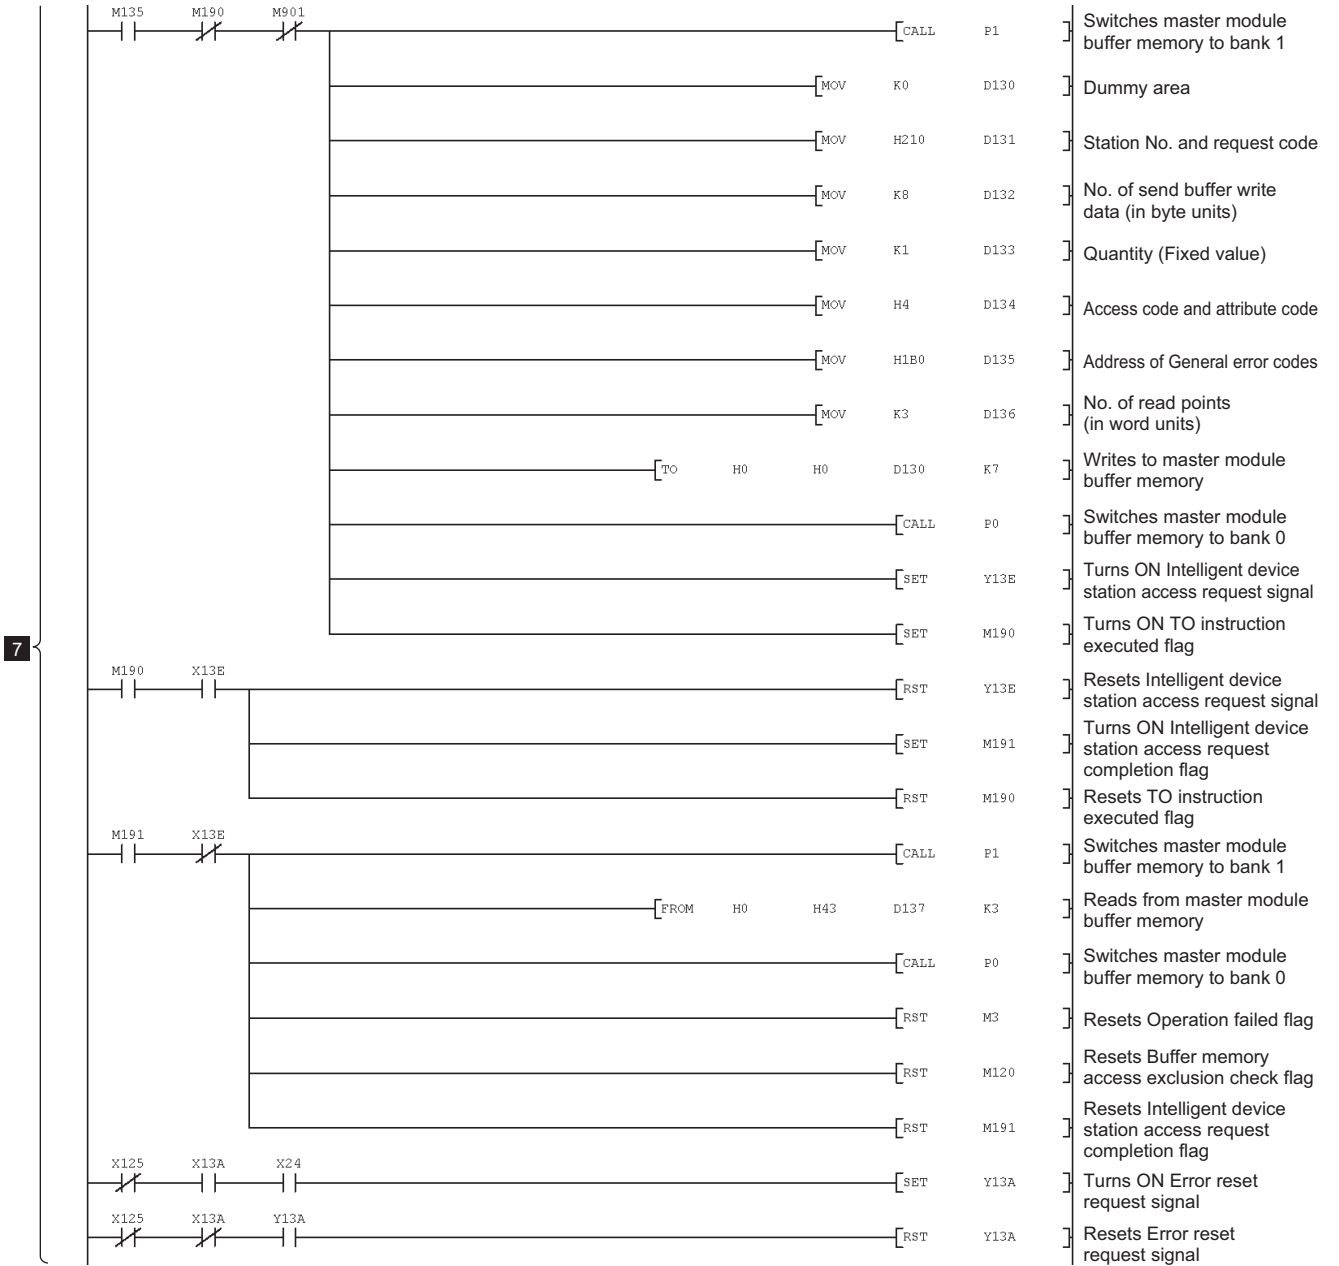 M135 M190 M901
CALL P1 Switches master module
buffer memory to bank 1
MOV K0 D130 Dummy area
MOV H210 D131 Station No. and request code
MOV K8 D132 No. of send buffer write
data (in byte units)
MOV K1 D133 Quantity (Fixed value)
MOV H4 D134 Access code and attribute code
MOV H1B0 D135 Address of General error codes
MOV K3 D136 No. of read points
(in word units)
TO H0 H0 D130 K7 Writes to master module
buffer memory
CALL P0 Switches master module
buffer memory to bank 0
SET Y13E Turns ON Intelligent device
station access request signal
SET M190 Turns ON TO instruction
executed flag
7
M190 X13E
RST Y13E Resets Intelligent device
station access request signal
SET M191 Turns ON Intelligent device
station access request
completion flag
RST M190 Resets TO instruction
executed flag
M191 X13E
CALL P1 Switches master module
buffer memory to bank 1
FROM H0 H43 D137 K3 Reads from master module
buffer memory
CALL P0 Switches master module
buffer memory to bank 0
RST M3 Resets Operation failed flag
RST M120 Resets Buffer memory
access exclusion check flag
RST M191 Resets Intelligent device
station access request
completion flag
X125 X13A X24
SET Y13A Turns ON Error reset
request signal
X125 X13A Y13A
RST Y13A Resets Error reset
request signal